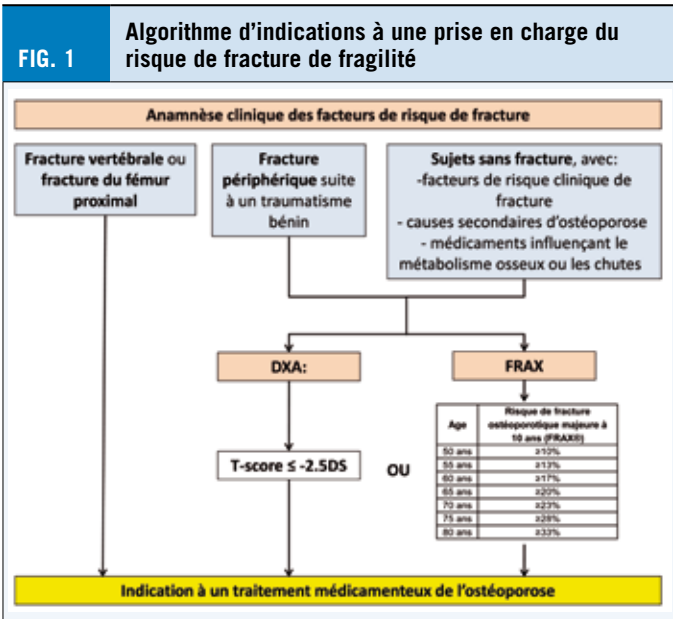 FIG. 1
Algorithme d'indications à une prise en charge du
risque de fracture de fragilité
Anamnèse clinique des facteurs de risque de fracture
Fracture vertébrale ou
fracture du fémur
proximal
Fracture
périphérique suite
à un traumatisme
bénin
Sujets sans fracture, avec:
-facteurs de risque clinique de
fracture
- causes secondaires d'ostéoporose
- médicaments influençant le
métabolisme osseux ou les chutes
DXA:
FRAX
T-score ≤ -2.5DS
OU
Age
Risque de fracture
ostéoporotique majeure à
10 ans (FRAX®)
50 ans ≥10%
55 ans ≥13%
60 ans ≥17%
65 ans ≥20%
70 ans ≥23%
75 ans ≥28%
80 ans ≥33%
Indication à un traitement médicamenteux de l'ostéoporose